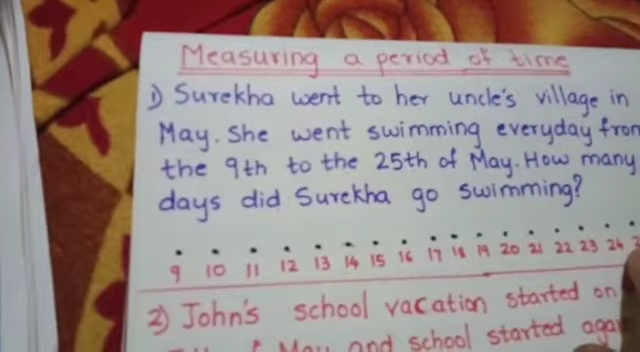 Measuring a period of time
1) Surekha went to her uncle's village in
May. She went swimming everyday from
the 9th to the 25th of May. How many
days did Surekha go swimming?
9 10 11 12 13 14 15 16 17 18 19 20 21 22 23 24
2) John's school vacation started on
May and school started